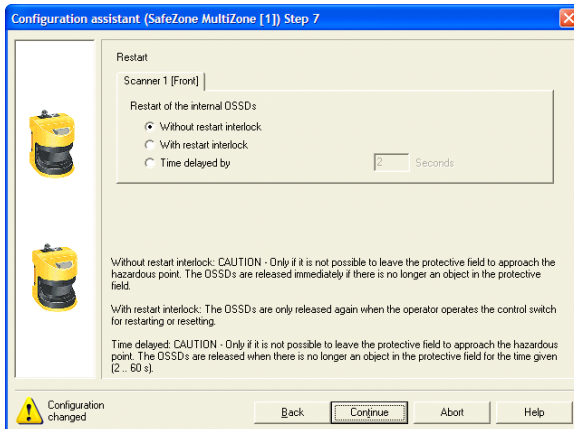 Configuration assistant (SafeZone MultiZone [1]) Step 7
Restart
Scanner 1 [Front]
Restart of the internal OSSDs
Without restart interlock
With restart interlock
Time delayed by
2
Seconds
Without restart interlock: CAUTION - Only if it is not possible to leave the protective field to approach the
hazardous point. The OSSDs are released immediately if there is no longer an object in the protective
field.
With restart interlock: The OSSDs are only released again when the operator operates the control switch
for restarting or resetting.
Time delayed: CAUTION - Only if it is not possible to leave the protective field to approach the hazardous
point. The OSSDs are released when there is no longer an object in the protective field for the time given
(2 .. 60 s).
Configuration
changed
Back
Continue
Abort
Help